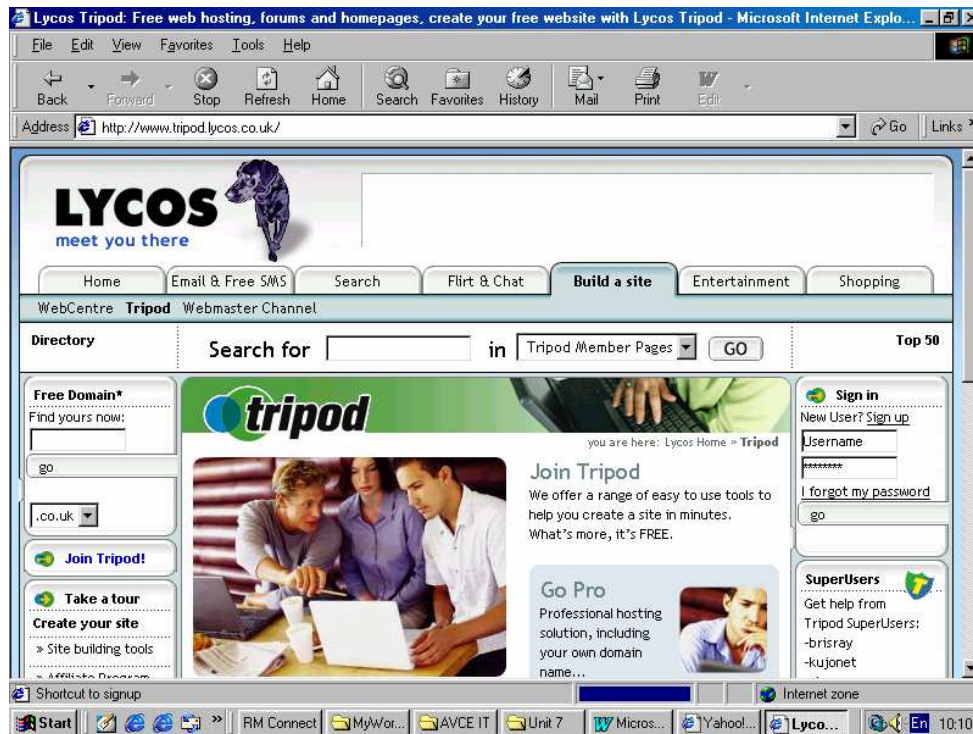 Lycos Tripod: Free web hosting, forums and homepages, create your free website with Lycos Tripod - Microsoft Internet Explo...
File Edit View Favorites Tools Help
Back Forward Stop Refresh Home Search Favorites History Mail Print Edit
Address http://www.tripod.lycos.co.uk/ Go Links »
LYCOS
meet you there
Home Email & Free SMS Search Flirt & Chat Build a site Entertainment Shopping
WebCentre Tripod Webmaster Channel
Directory
Search for in Tripod Member Pages GO
Top 50
Free Domain*
Find yours now:
go
.co.uk
Join Tripod!
Take a tour
Create your site
» Site building tools
» Affiliate Program
tripod
you are here: Lycos Home » Tripod
Join Tripod
We offer a range of easy to use tools to
help you create a site in minutes.
What's more, it's FREE.
Go Pro
Professional hosting
solution, including
your own domain
name...
Sign in
New User? Sign up
Username
********
I forgot my password
go
SuperUsers
Get help from
Tripod SuperUsers:
-brisray
-kujonet
Shortcut to signup Internet zone
Start » RM Connect MyWor... AVCE IT Unit 7 Micros... Yahoo!... Lyco... En 10:10